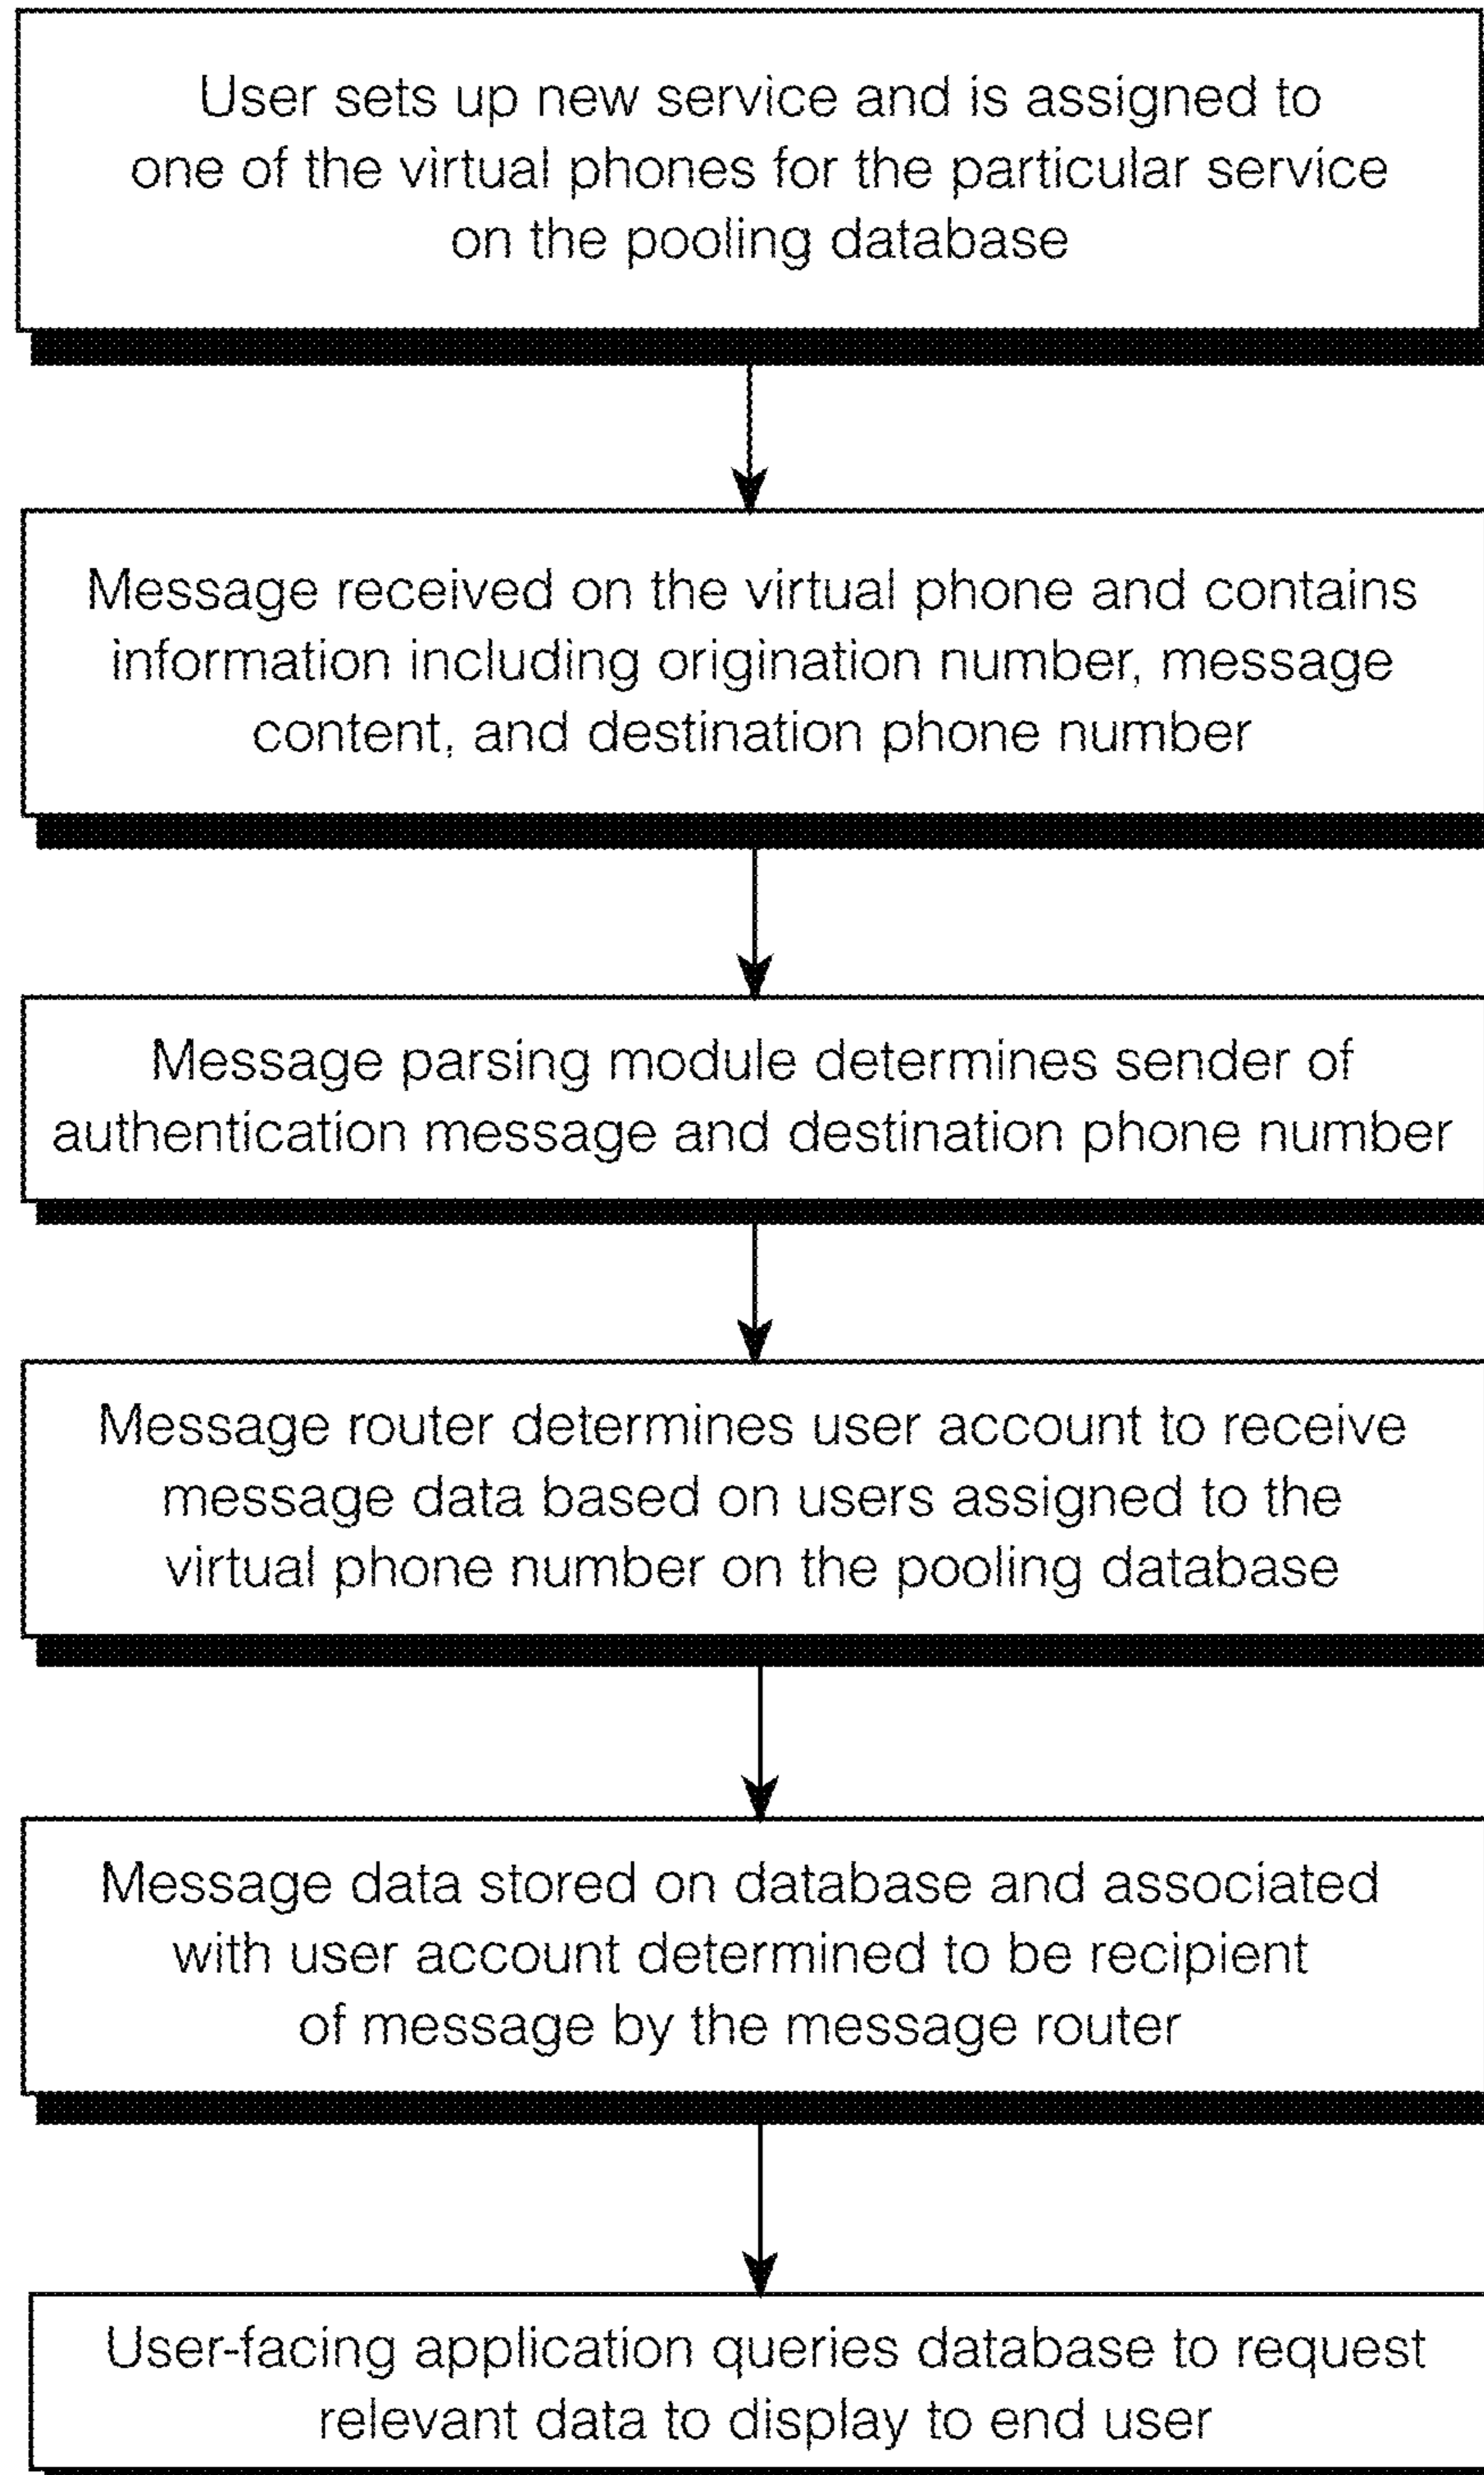 User sets up new service and is assigned to
one of the virtual phones for the particular service
on the pooling database
Message received on the virtual phone and contains
information including origination number, message
content, and destination phone number
Message parsing module determines sender of
authentication message and destination phone number
Message router determines user account to receive
message data based on users assigned to the
virtual phone number on the pooling database
Message data stored on database and associated
with user account determined to be recipient
of message by the message router
User-facing application queries database to request
relevant data to display to end user